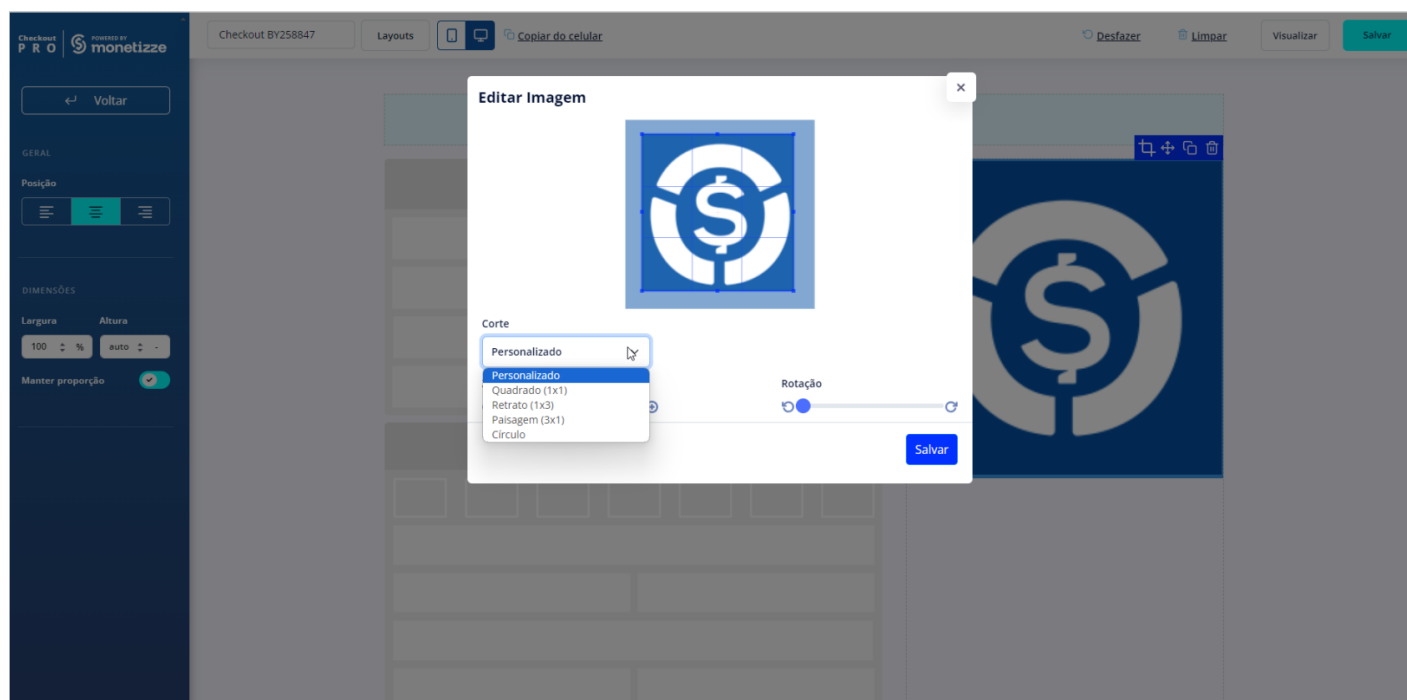 Checkout PRO POWERED BY monetizze
Checkout BY258847
Layouts
Copiar do celular
Desfazer
Limpar
Visualizar
Salvar
Voltar
GERAL
Posição
DIMENSÕES
Largura Altura
100 % auto -
Manter proporção
Editar Imagem
Corte
Personalizado
Personalizado
Quadrado (1x1)
Retrato (1x3)
Paisagem (3x1)
Círculo
Rotação
Salvar